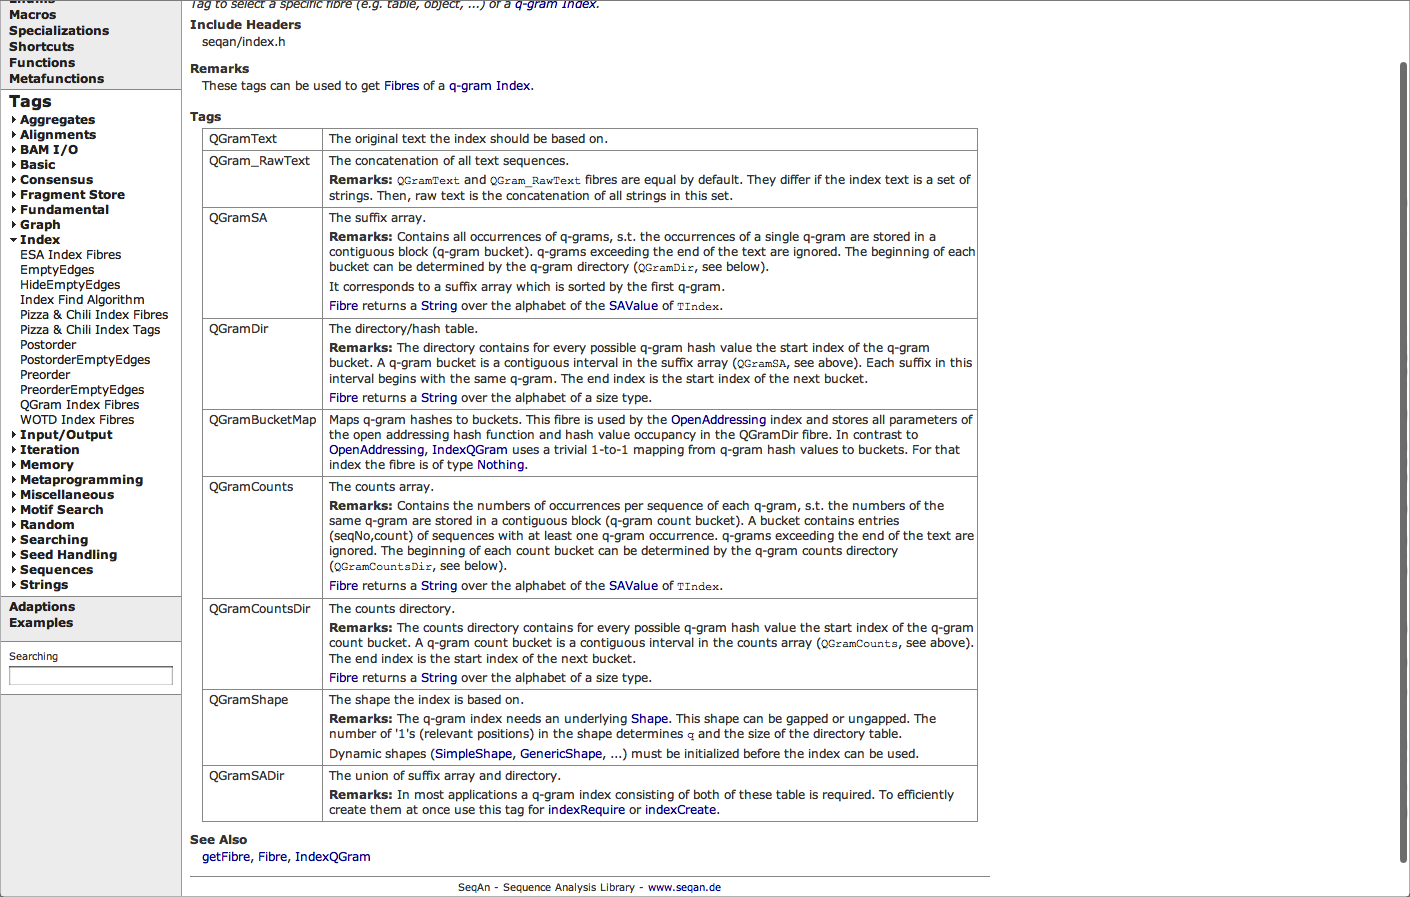 Enums
Macros
Specializations
Shortcuts
Functions
Metafunctions
Tags
Aggregates
Alignments
BAM I/O
Basic
Consensus
Fragment Store
Fundamental
Graph
Index
ESA Index Fibres
EmptyEdges
HideEmptyEdges
Index Find Algorithm
Pizza & Chili Index Fibres
Pizza & Chili Index Tags
Postorder
PostorderEmptyEdges
Preorder
PreorderEmptyEdges
QGram Index Fibres
WOTD Index Fibres
Input/Output
Iteration
Memory
Metaprogramming
Miscellaneous
Motif Search
Random
Searching
Seed Handling
Sequences
Strings
Adaptions
Examples
Searching
Tag to select a specific fibre (e.g. table, object, ...) of a q-gram Index.
Include Headers
seqan/index.h
Remarks
These tags can be used to get Fibres of a q-gram Index.
Tags
QGramText The original text the index should be based on.
QGram_RawText The concatenation of all text sequences.
Remarks: QGramText and QGram_RawText fibres are equal by default. They differ if the index text is a set of
strings. Then, raw text is the concatenation of all strings in this set.
QGramSA The suffix array.
Remarks: Contains all occurrences of q-grams, s.t. the occurrences of a single q-gram are stored in a
contiguous block (q-gram bucket). q-grams exceeding the end of the text are ignored. The beginning of each
bucket can be determined by the q-gram directory (QGramDir, see below).
It corresponds to a suffix array which is sorted by the first q-gram.
Fibre returns a String over the alphabet of the SAValue of TIndex.
QGramDir The directory/hash table.
Remarks: The directory contains for every possible q-gram hash value the start index of the q-gram
bucket. A q-gram bucket is a contiguous interval in the suffix array (QGramSA, see above). Each suffix in this
interval begins with the same q-gram. The end index is the start index of the next bucket.
Fibre returns a String over the alphabet of a size type.
QGramBucketMap Maps q-gram hashes to buckets. This fibre is used by the OpenAddressing index and stores all parameters of
the open addressing hash function and hash value occupancy in the QGramDir fibre. In contrast to
OpenAddressing, IndexQGram uses a trivial 1-to-1 mapping from q-gram hash values to buckets. For that
index the fibre is of type Nothing.
QGramCounts The counts array.
Remarks: Contains the numbers of occurrences per sequence of each q-gram, s.t. the numbers of the
same q-gram are stored in a contiguous block (q-gram count bucket). A bucket contains entries
(seqNo,count) of sequences with at least one q-gram occurrence. q-grams exceeding the end of the text are
ignored. The beginning of each count bucket can be determined by the q-gram counts directory
(QGramCountsDir, see below).
Fibre returns a String over the alphabet of the SAValue of TIndex.
QGramCountsDir The counts directory.
Remarks: The counts directory contains for every possible q-gram hash value the start index of the q-gram
count bucket. A q-gram count bucket is a contiguous interval in the counts array (QGramCounts, see above).
The end index is the start index of the next bucket.
Fibre returns a String over the alphabet of a size type.
QGramShape The shape the index is based on.
Remarks: The q-gram index needs an underlying Shape. This shape can be gapped or ungapped. The
number of '1's (relevant positions) in the shape determines q and the size of the directory table.
Dynamic shapes (SimpleShape, GenericShape, ...) must be initialized before the index can be used.
QGramSADir The union of suffix array and directory.
Remarks: In most applications a q-gram index consisting of both of these table is required. To efficiently
create them at once use this tag for indexRequire or indexCreate.
See Also
getFibre, Fibre, IndexQGram
SeqAn - Sequence Analysis Library - www.seqan.de